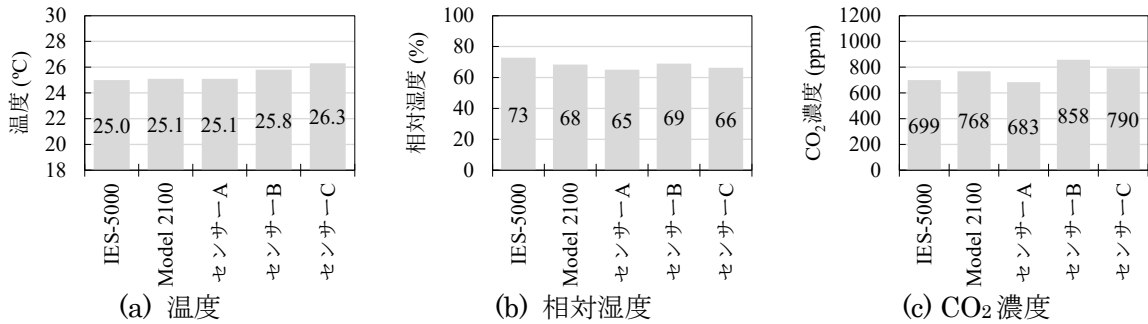 温度 (℃)
30
28
26
24
22
20
18
25.0
25.1
25.1
25.8
26.3
IES-5000
Model 2100
センサーA
センサーB
センサーC
(a) 温度
相対湿度 (%)
100
80
60
40
20
0
73
68
65
69
66
IES-5000
Model 2100
センサーA
センサーB
センサーC
(b) 相対湿度
CO₂濃度 (ppm)
1200
1000
800
600
400
200
0
699
768
683
858
790
IES-5000
Model 2100
センサーA
センサーB
センサーC
(c) CO₂濃度